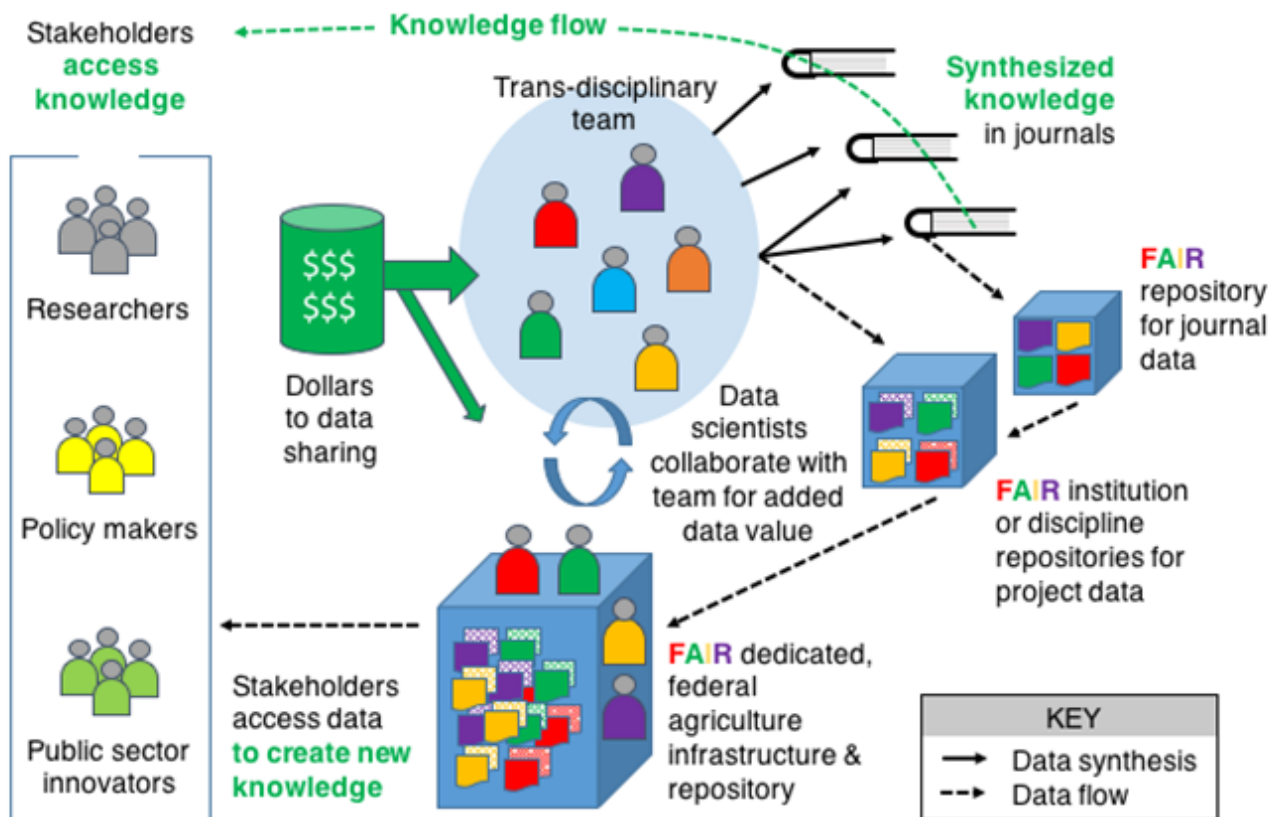 Stakeholders
access
knowledge
Knowledge flow
Trans-disciplinary
team
Synthesized
knowledge
in journals
Researchers
Policy makers
Public sector
innovators
$$$
$$$
Dollars
to data
sharing
Data
scientists
collaborate with
team for added
data value
FAIR
repository
for journal
data
FAIR institution
or discipline
repositories for
project data
FAIR dedicated,
federal
agriculture
infrastructure &
repository
Stakeholders
access data
to create new
knowledge
KEY
Data synthesis
Data flow